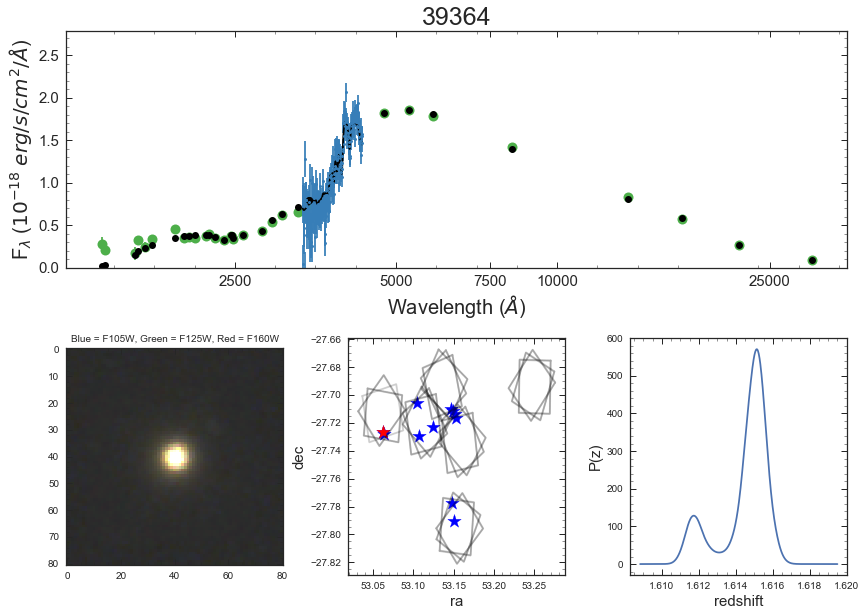 39364
F_λ (10^{-18} erg/s/cm²/Å)
2.5
2.0
1.5
1.0
0.5
0.0
2500 5000 7500 10000 25000
Wavelength (Å)
Blue = F105W, Green = F125W, Red = F160W
0
10
20
30
40
50
60
70
80
0 20 40 60 80
dec
−27.66
−27.68
−27.70
−27.72
−27.74
−27.76
−27.78
−27.80
−27.82
53.05 53.10 53.15 53.20 53.25
ra
P(z)
600
500
400
300
200
100
0
1.610 1.612 1.614 1.616 1.618 1.620
redshift